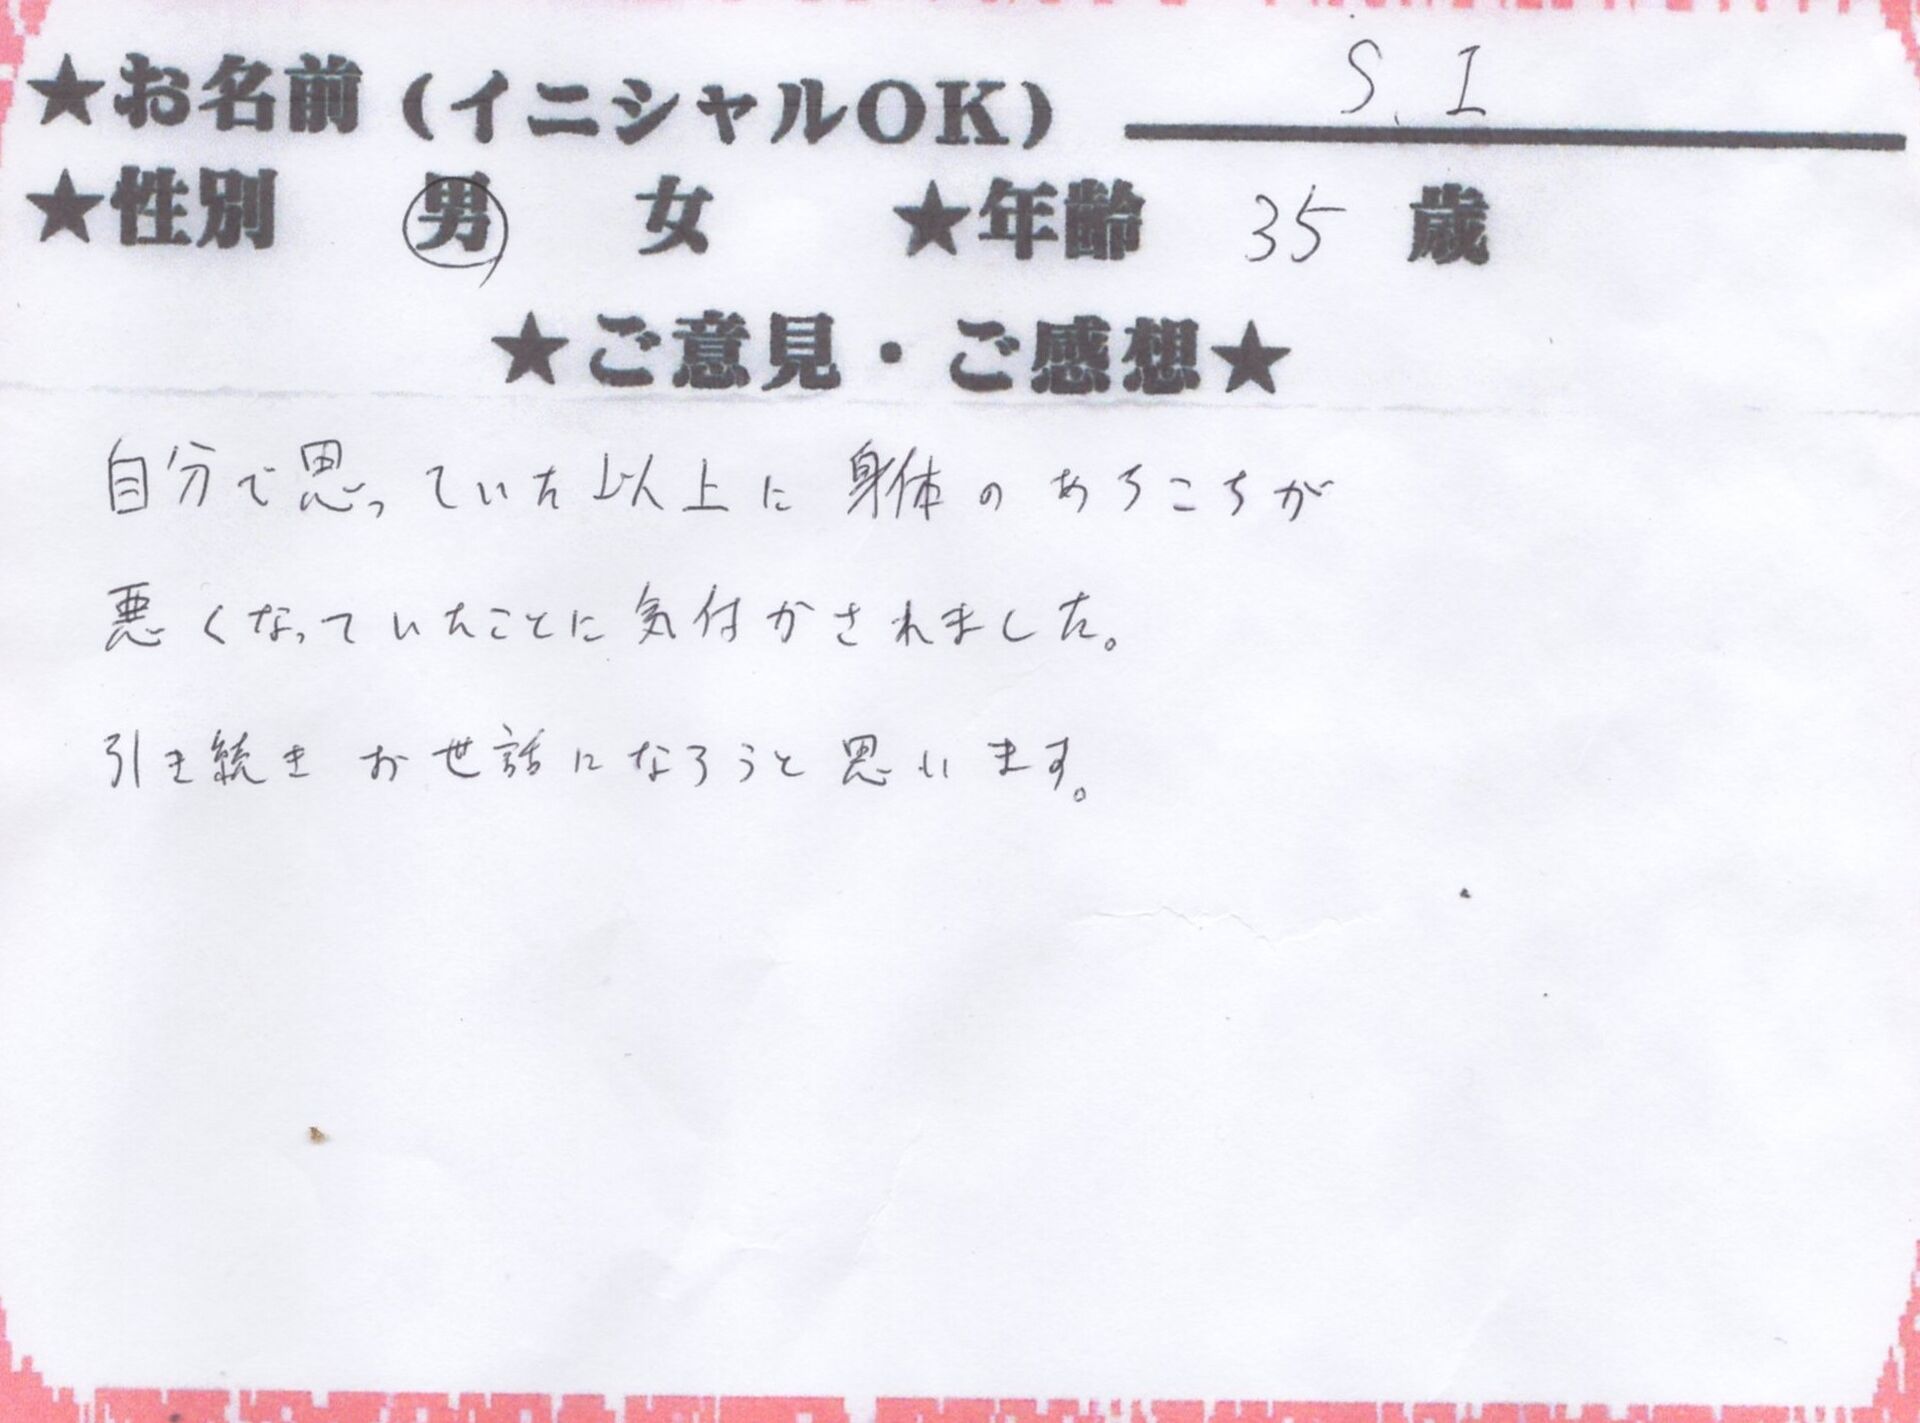 ★お名前(イニシャルOK) S.I
★性別 男 女 ★年齢 35 歳
★ご意見・ご感想★
自分で思っていた以上に身体のあろこちが
悪くなっていたことに気付かされました。
引き続きお世話になろうと思います。